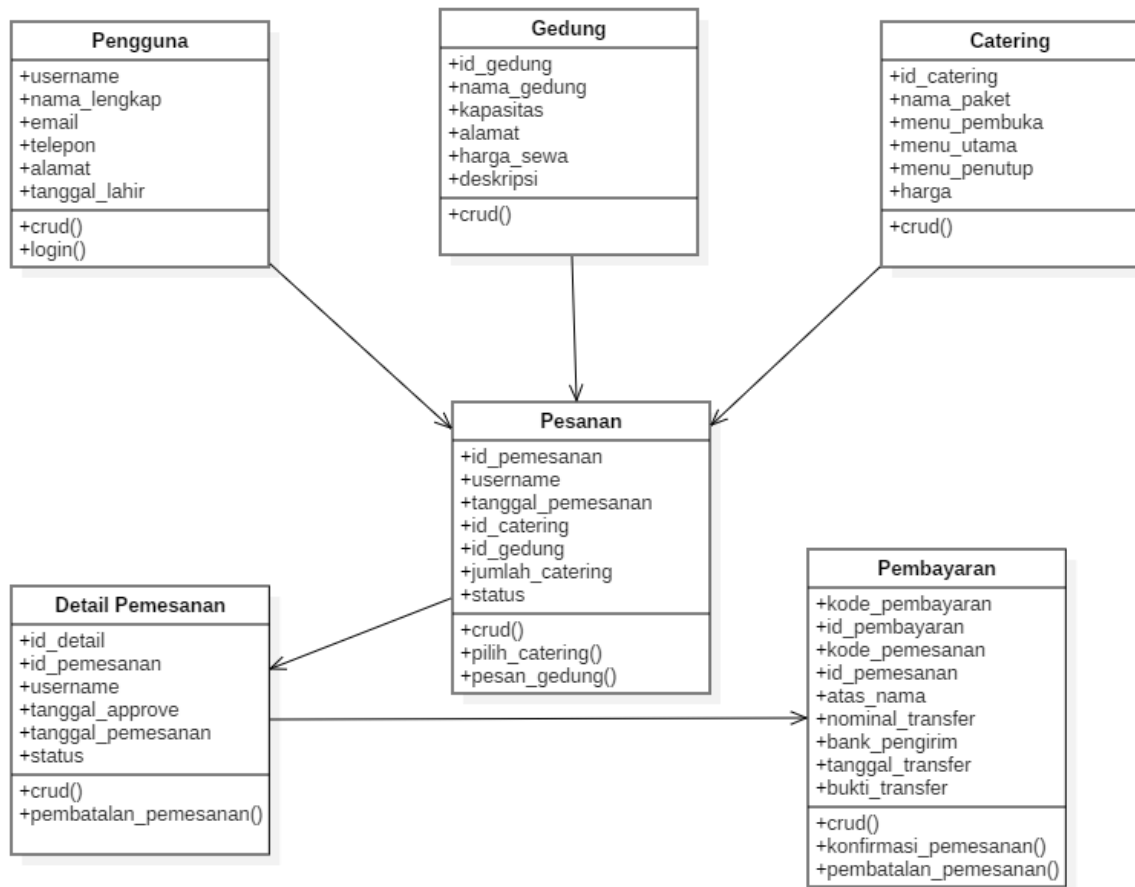 Pengguna
+username
+nama_lengkap
+email
+telepon
+alamat
+tanggal_lahir
+crud()
+login()
Gedung
+id_gedung
+nama_gedung
+kapasitas
+alamat
+harga_sewa
+deskripsi
+crud()
Catering
+id_catering
+nama_paket
+menu_pembuka
+menu_utama
+menu_penutup
+harga
+crud()
Pesanan
+id_pemesanan
+username
+tanggal_pemesanan
+id_catering
+id_gedung
+jumlah_catering
+status
+crud()
+pilih_catering()
+pesan_gedung()
Detail Pemesanan
+id_detail
+id_pemesanan
+username
+tanggal_approve
+tanggal_pemesanan
+status
+crud()
+pembatalan_pemesanan()
Pembayaran
+kode_pembayaran
+id_pembayaran
+kode_pemesanan
+id_pemesanan
+atas_nama
+nominal_transfer
+bank_pengirim
+tanggal_transfer
+bukti_transfer
+crud()
+konfirmasi_pemesanan()
+pembatalan_pemesanan()